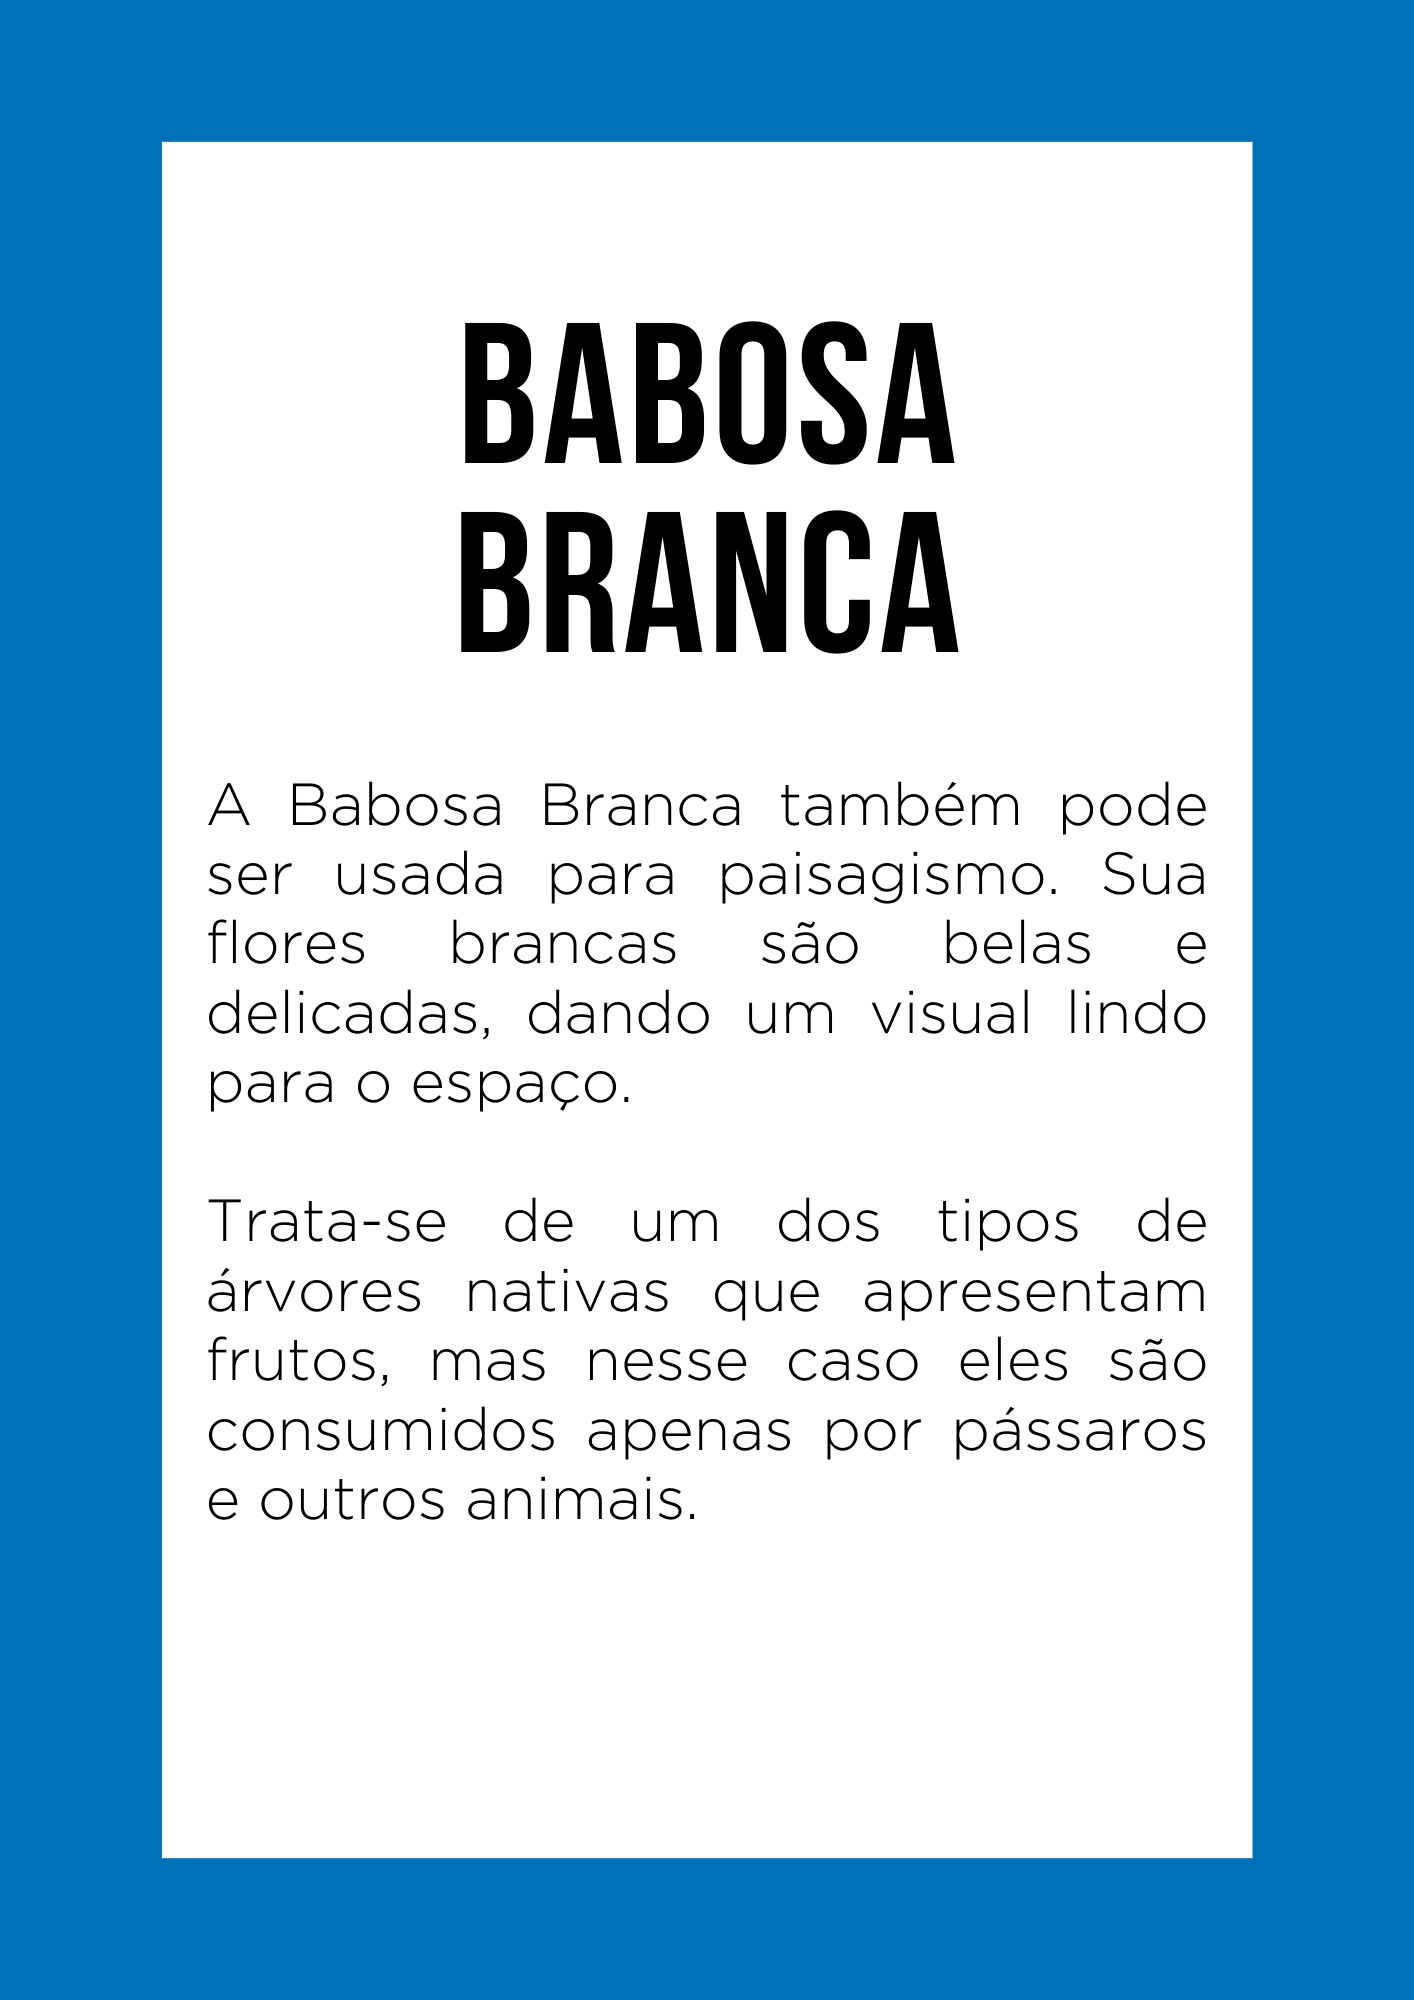 BABOSA
BRANCA
A Babosa Branca também pode
ser usada para paisagismo. Sua
flores brancas são belas e
delicadas, dando um visual lindo
para o espaço.
Trata-se de um dos tipos de
árvores nativas que apresentam
frutos, mas nesse caso eles são
consumidos apenas por pássaros
e outros animais.